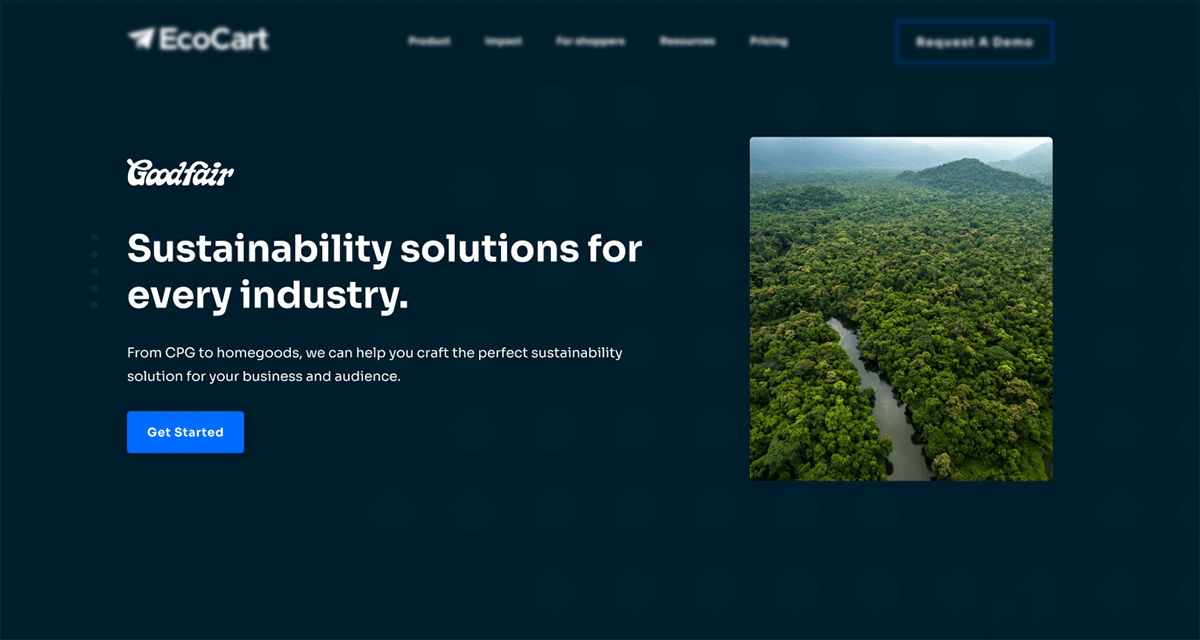 EcoCart
Product Impact For shoppers Resources Pricing
Request A Demo
Goodfair
Sustainability solutions for
every industry.
From CPG to homegoods, we can help you craft the perfect sustainability
solution for your business and audience.
Get Started